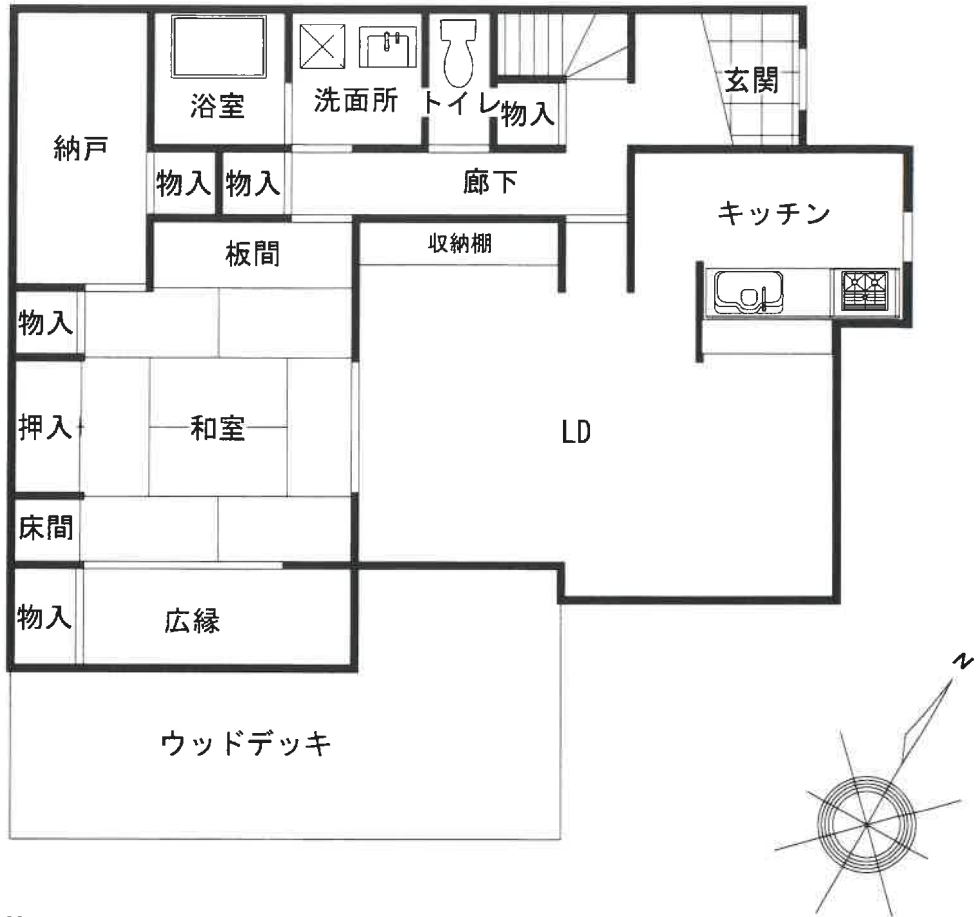 浴室
洗面所
トイレ
物入
玄関
納戸
物入
物入
廊下
キッチン
板間
収納棚
物入
押入
和室
LD
床間
物入
広縁
ウッドデッキ
N